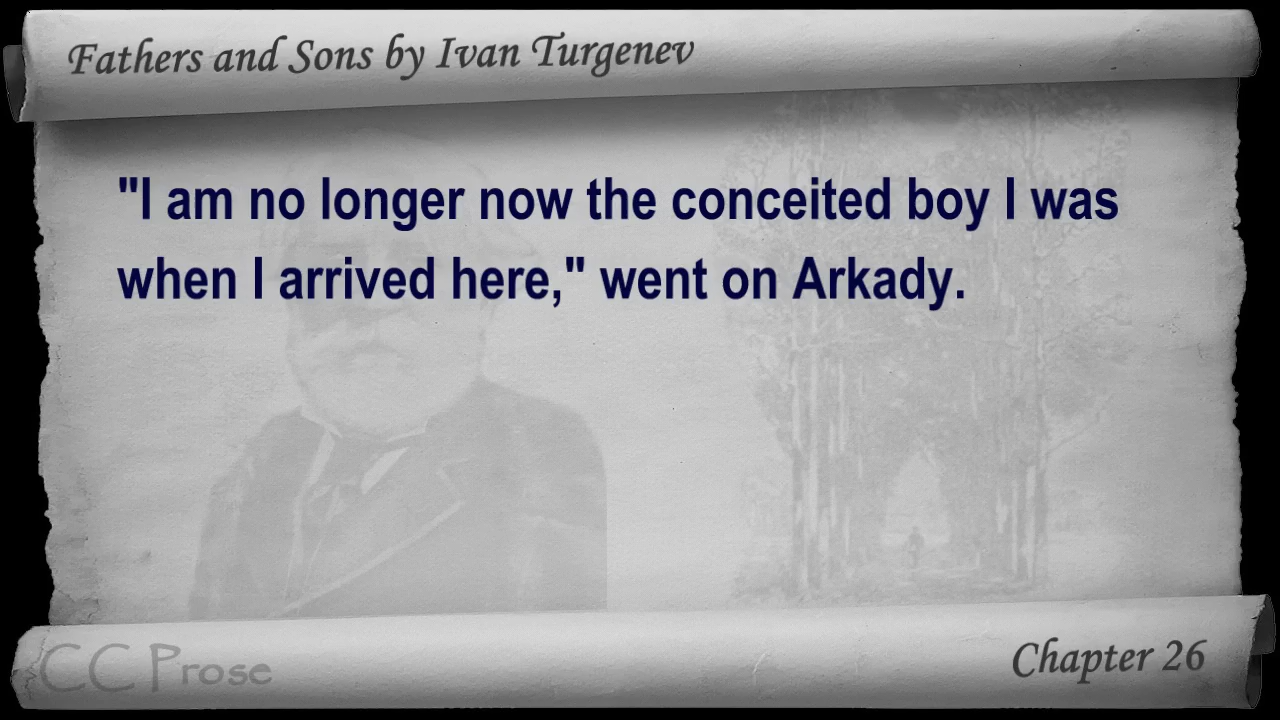 Fathers and Sons by Ivan Turgenev
"I am no longer now the conceited boy I was
when I arrived here," went on Arkady.
CC Prose
Chapter 26